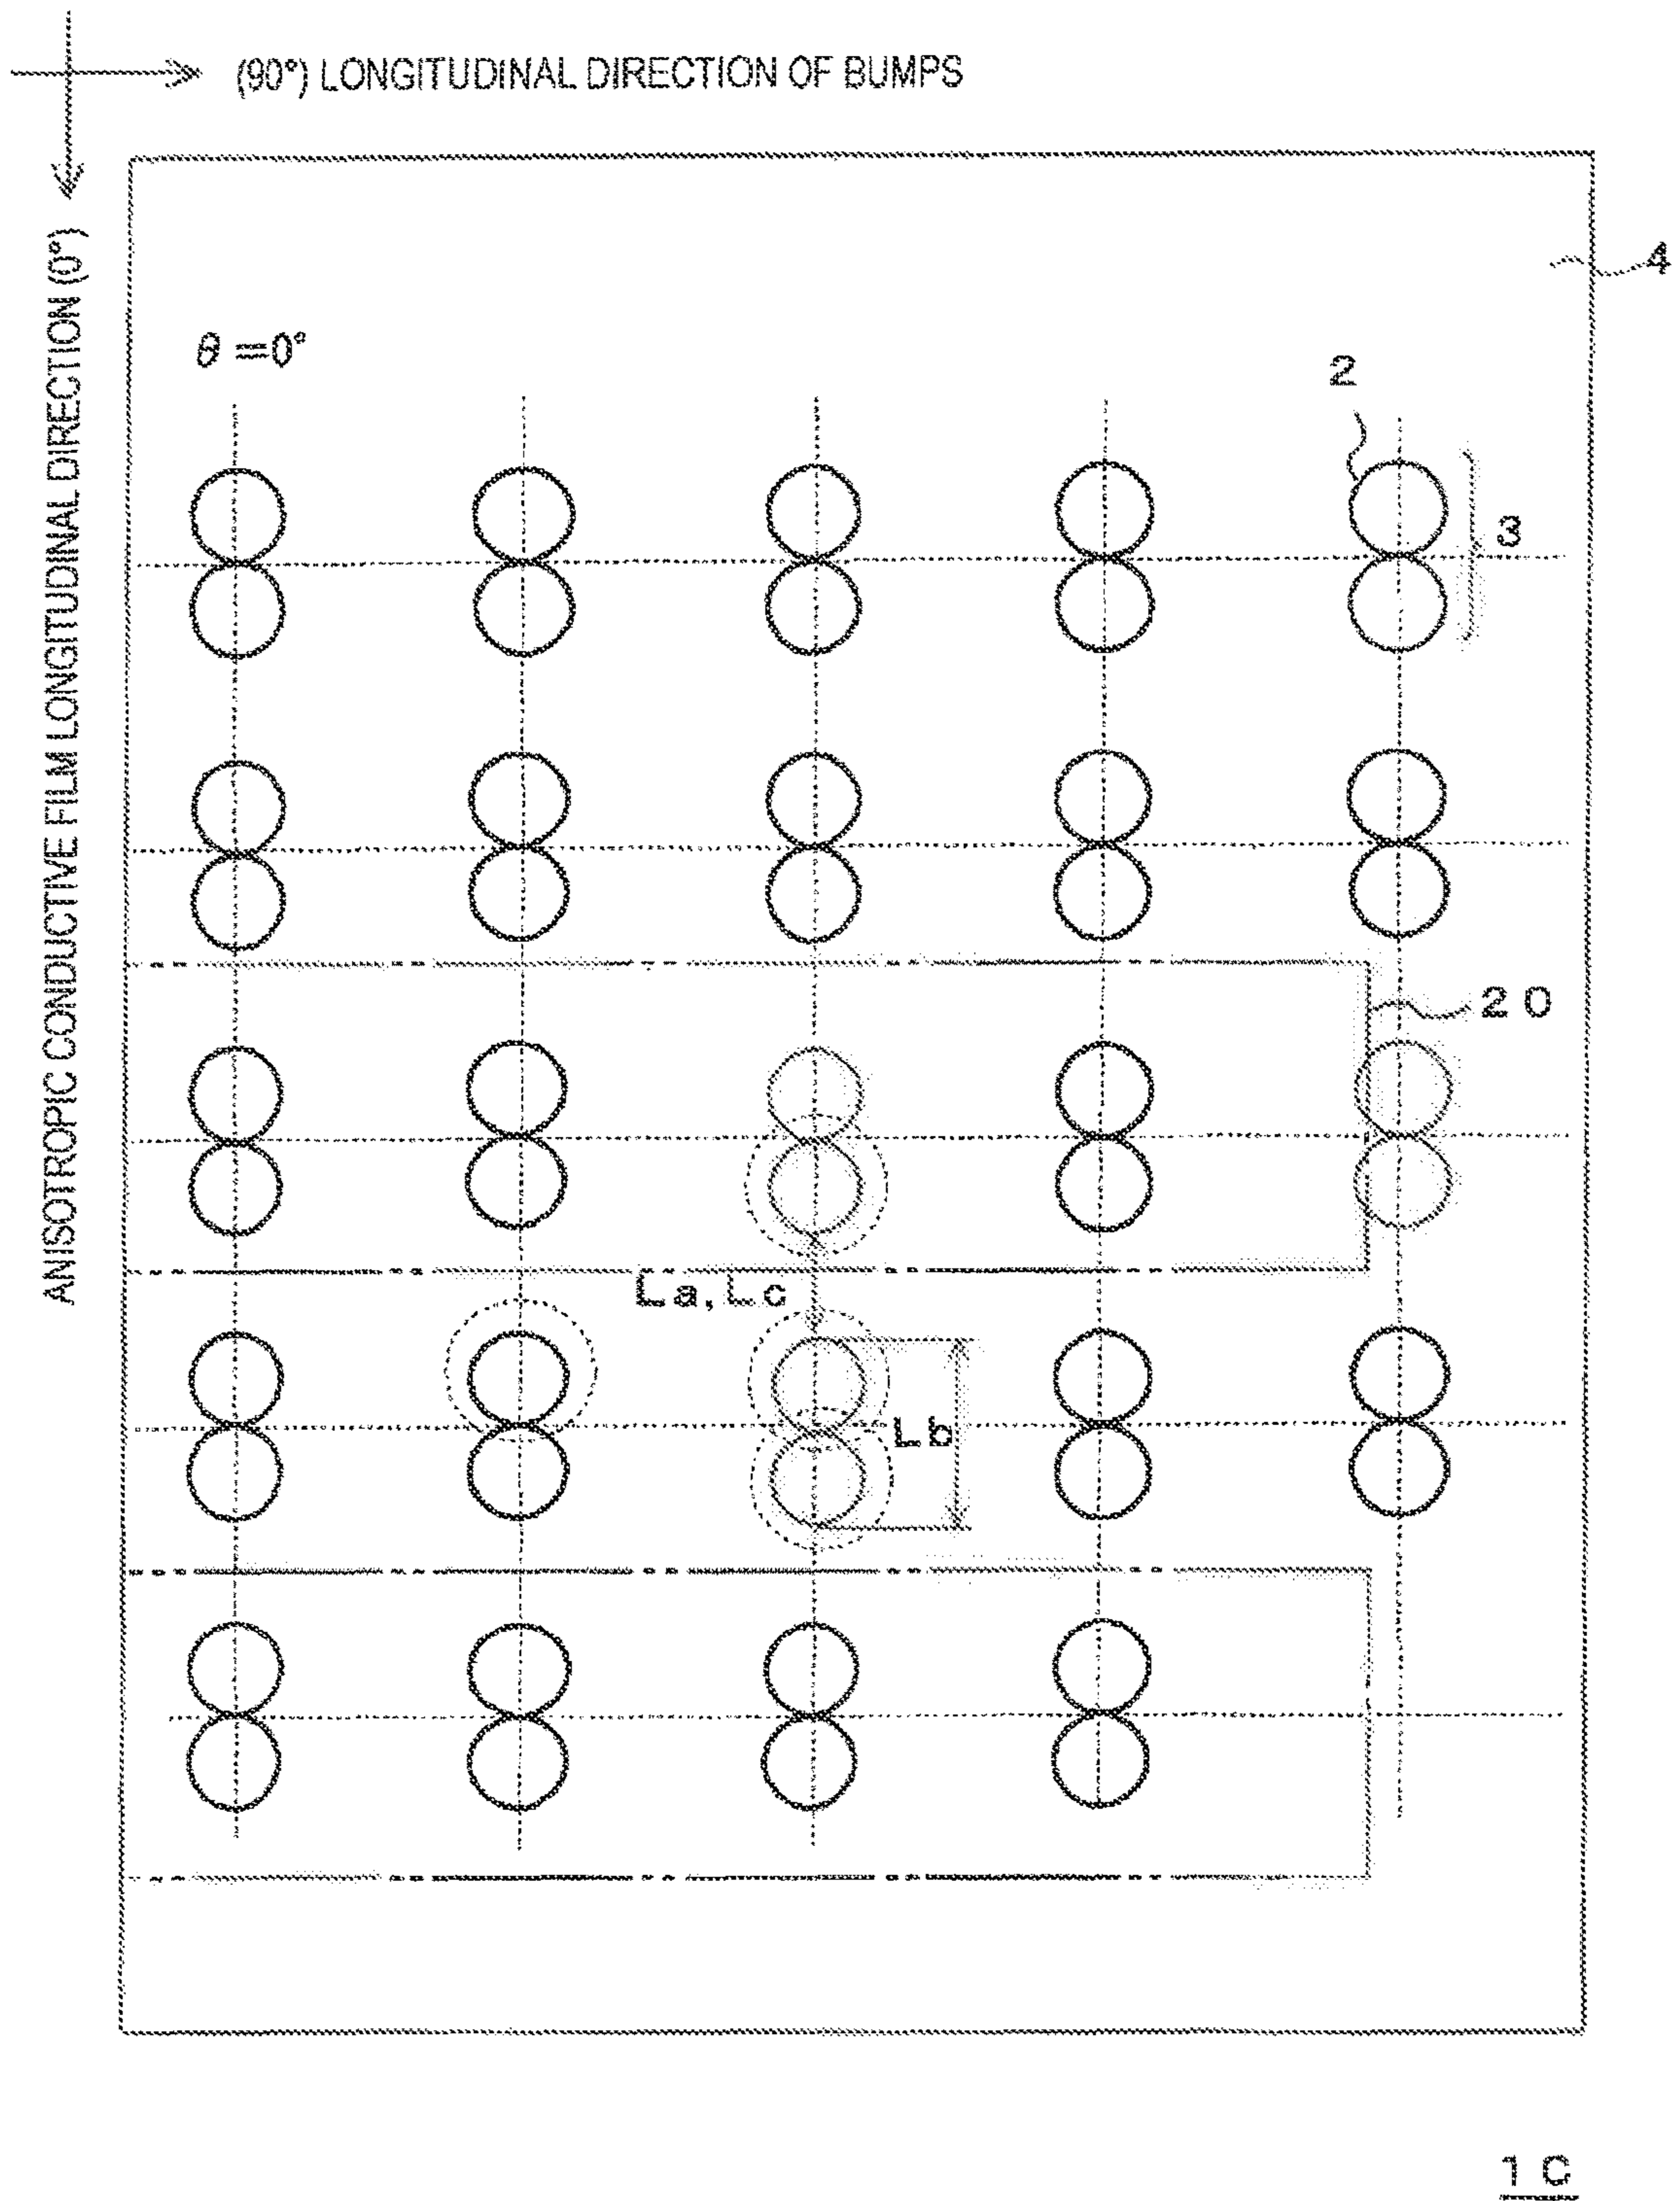 (90°) LONGITUDINAL DIRECTION OF BUMPS
ANISOTROPIC CONDUCTIVE FILM LONGITUDINAL DIRECTION (0°)
4
θ=0°
2
3
20
La, Lc
Lb
1C